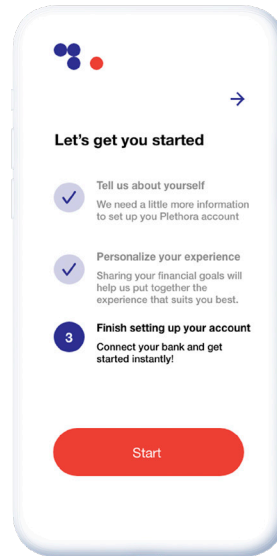 Let's get you started
Tell us about yourself
We need a little more information
to set up you Plethora account
Personalize your experience
Sharing your financial goals will
help us put together the
experience that suits you best.
3
Finish setting up your account
Connect your bank and get
started instantly!
Start